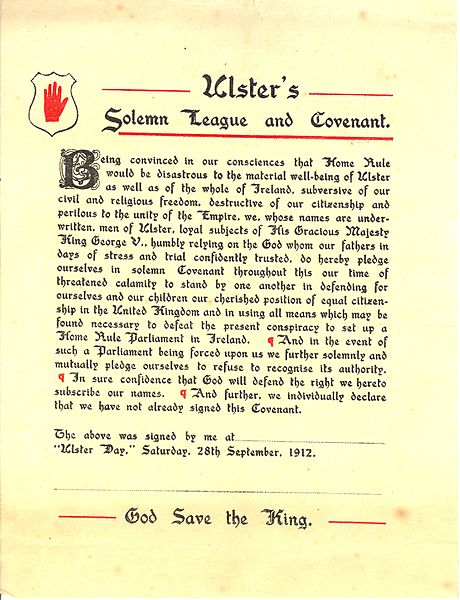 Ulster's
Solemn League and Covenant.
Being convinced in our consciences that Home Rule
would be disastrous to the material well-being of Ulster
as well as of the whole of Ireland, subversive of our
civil and religious freedom, destructive of our citizenship and
perilous to the unity of the Empire, we, whose names are under-
written, men of Ulster, loyal subjects of His Gracious Majesty
King George V., humbly relying on the God whom our fathers in
days of stress and trial confidently trusted, do hereby pledge
ourselves in solemn Covenant throughout this our time of
threatened calamity to stand by one another in defending for
ourselves and our children our cherished position of equal citizen-
ship in the United Kingdom and in using all means which may be
found necessary to defeat the present conspiracy to set up a
Home Rule Parliament in Ireland. ¶ And in the event of
such a Parliament being forced upon us we further solemnly and
mutually pledge ourselves to refuse to recognise its authority.
¶ In sure confidence that God will defend the right we hereto
subscribe our names. ¶ And further, we individually declare
that we have not already signed this Covenant.
The above was signed by me at
"Ulster Day," Saturday, 28th September, 1912.
God Save the King.